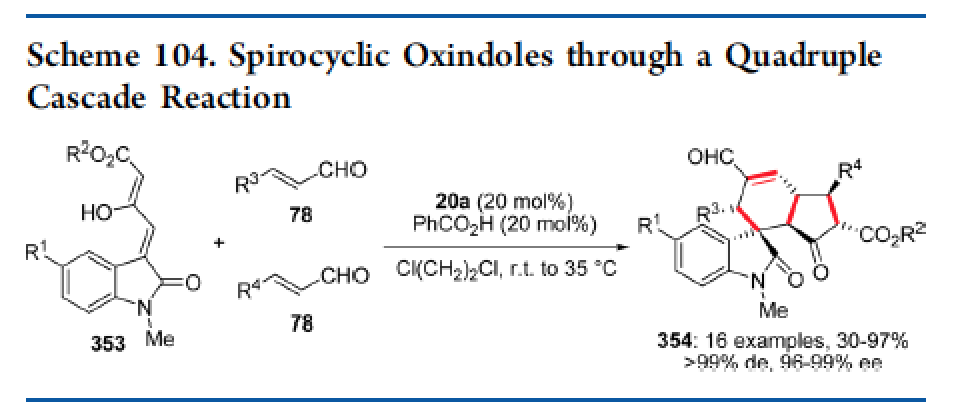 Scheme 104. Spirocyclic Oxindoles through a Quadruple
Cascade Reaction
R²O₂C
HO
R¹
O
N
Me
353
+
R³
CHO
78
R⁴
CHO
78
20a (20 mol%)
PhCO₂H (20 mol%)
Cl(CH₂)₂Cl, r.t. to 35 °C
OHC
R⁴
R³
R¹
CO₂R²
O
O
N
Me
354: 16 examples, 30-97%
>99% de, 96-99% ee